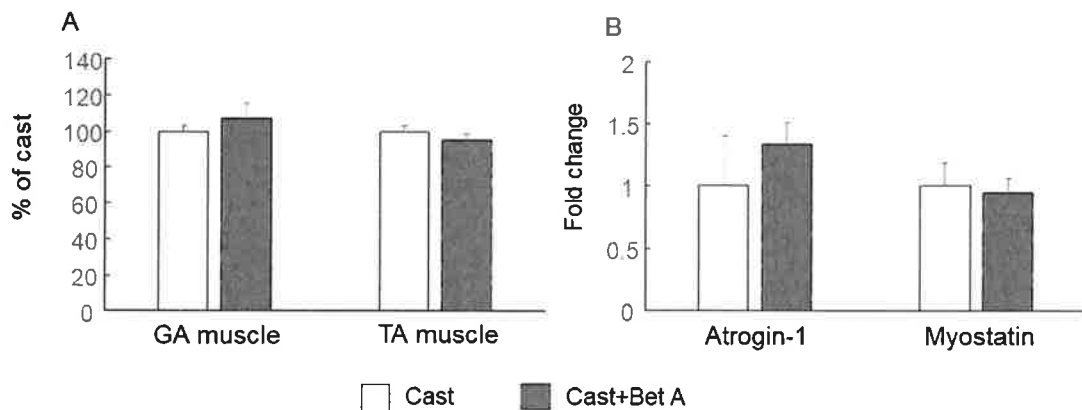 A
% of cast
140
120
100
80
60
40
20
0
GA muscle
TA muscle
B
Fold change
2
1.5
1
0.5
0
Atrogin-1
Myostatin
Cast
Cast+Bet A